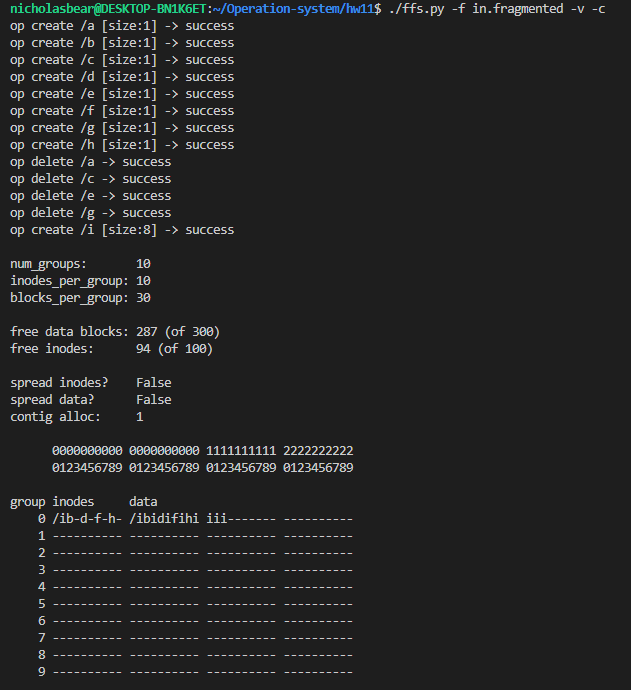 nicholasbear@DESKTOP-BN1K6ET:~/Operation-system/hw11$ ./ffs.py -f in.fragmented -v -c
op create /a [size:1] -> success
op create /b [size:1] -> success
op create /c [size:1] -> success
op create /d [size:1] -> success
op create /e [size:1] -> success
op create /f [size:1] -> success
op create /g [size:1] -> success
op create /h [size:1] -> success
op delete /a -> success
op delete /c -> success
op delete /e -> success
op delete /g -> success
op create /i [size:8] -> success

num_groups:       10
inodes_per_group: 10
blocks_per_group: 30

free data blocks: 287 (of 300)
free inodes:      94 (of 100)

spread inodes?    False
spread data?      False
contig alloc:     1

      0000000000 0000000000 1111111111 2222222222
      0123456789 0123456789 0123456789 0123456789

group inodes     data
    0 /ib-d-f-h- /ibidifihi iii------- ----------
    1 ---------- ---------- ---------- ----------
    2 ---------- ---------- ---------- ----------
    3 ---------- ---------- ---------- ----------
    4 ---------- ---------- ---------- ----------
    5 ---------- ---------- ---------- ----------
    6 ---------- ---------- ---------- ----------
    7 ---------- ---------- ---------- ----------
    8 ---------- ---------- ---------- ----------
    9 ---------- ---------- ---------- ----------